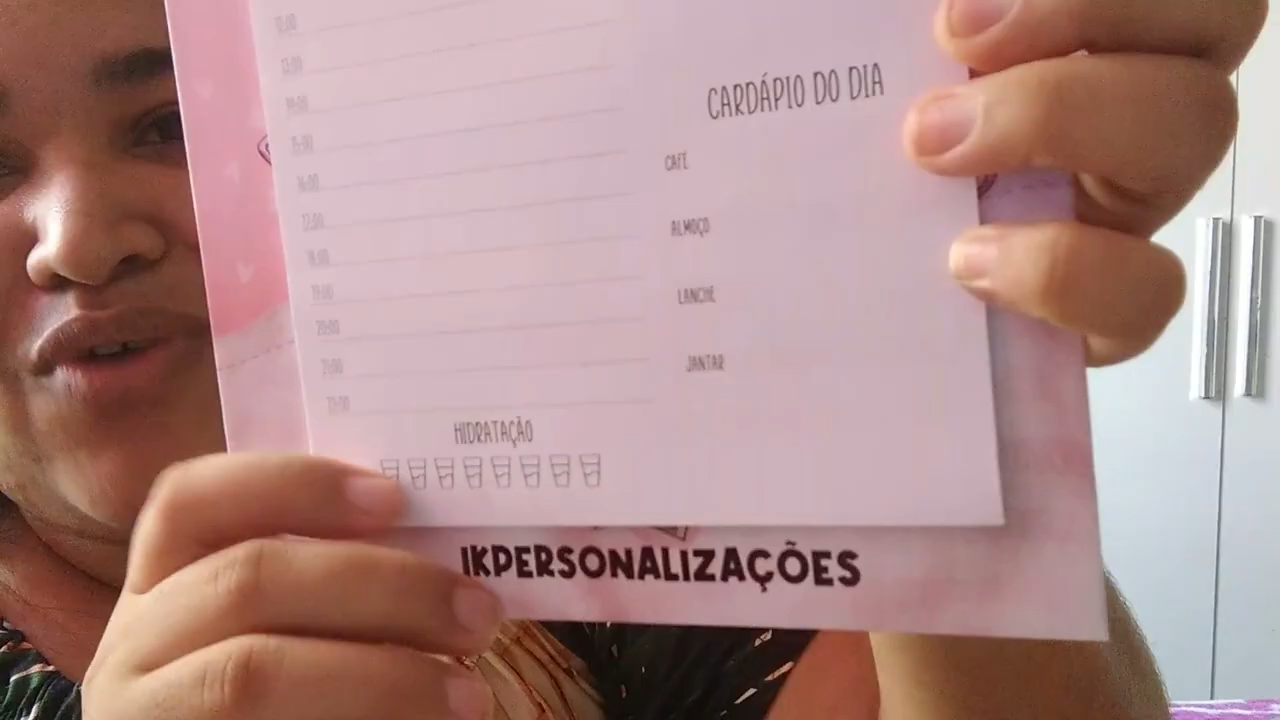 12:00
13:00
14:00
15:00
16:00
17:00
18:00
19:00
20:00
21:00
CARDÁPIO DO DIA
CAFÉ
ALMOÇO
LANCHE
JANTAR
HIDRATAÇÃO
IKPERSONALIZAÇÕES